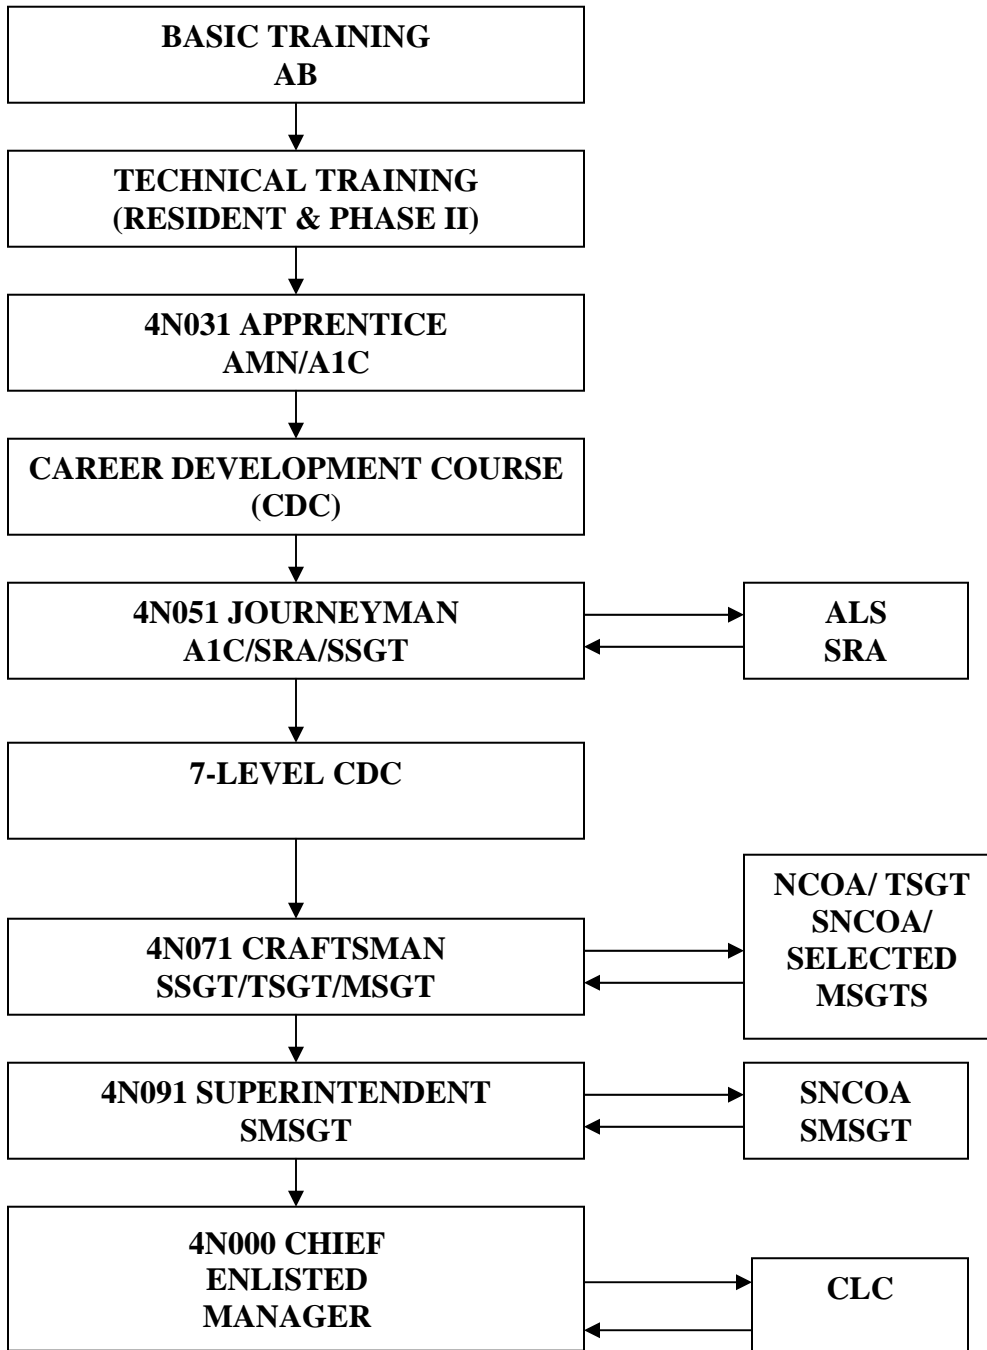 BASIC TRAINING
AB
TECHNICAL TRAINING
(RESIDENT & PHASE II)
4N031 APPRENTICE
AMN/A1C
CAREER DEVELOPMENT COURSE
(CDC)
4N051 JOURNEYMAN
A1C/SRA/SSGT
ALS
SRA
7-LEVEL CDC
4N071 CRAFTSMAN
SSGT/TSGT/MSGT
NCOA/ TSGT
SNCOA/
SELECTED
MSGTS
4N091 SUPERINTENDENT
SMSGT
SNCOA
SMSGT
4N000 CHIEF
ENLISTED
MANAGER
CLC